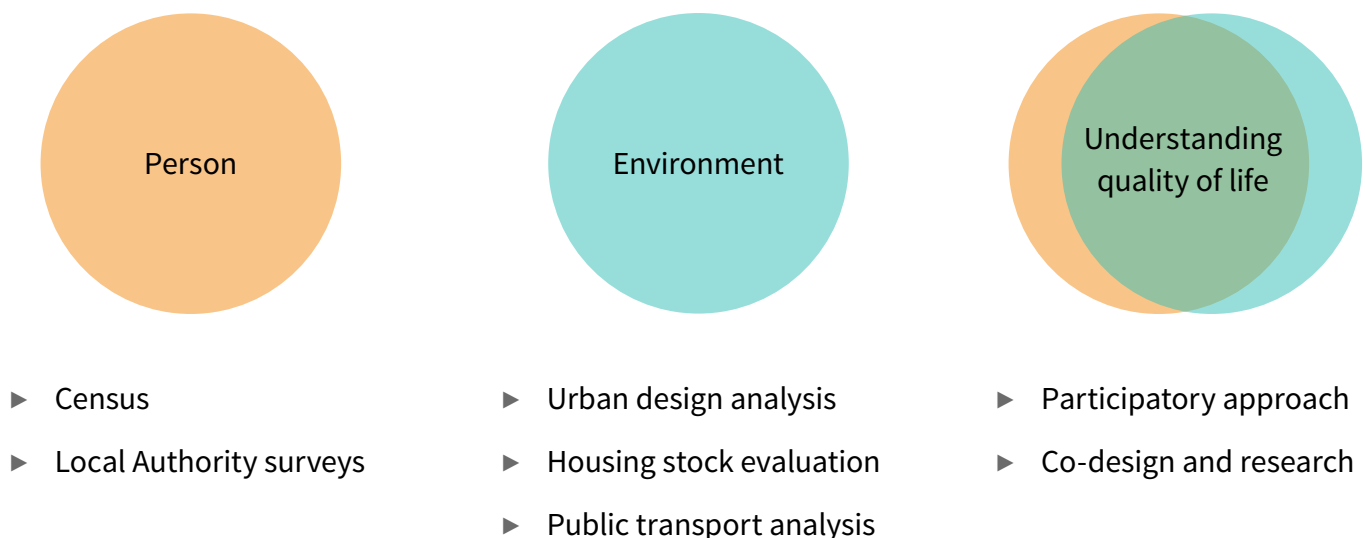 Person
Environment
Understanding
quality of life
► Census
► Local Authority surveys
► Urban design analysis
► Housing stock evaluation
► Public transport analysis
► Participatory approach
► Co-design and research